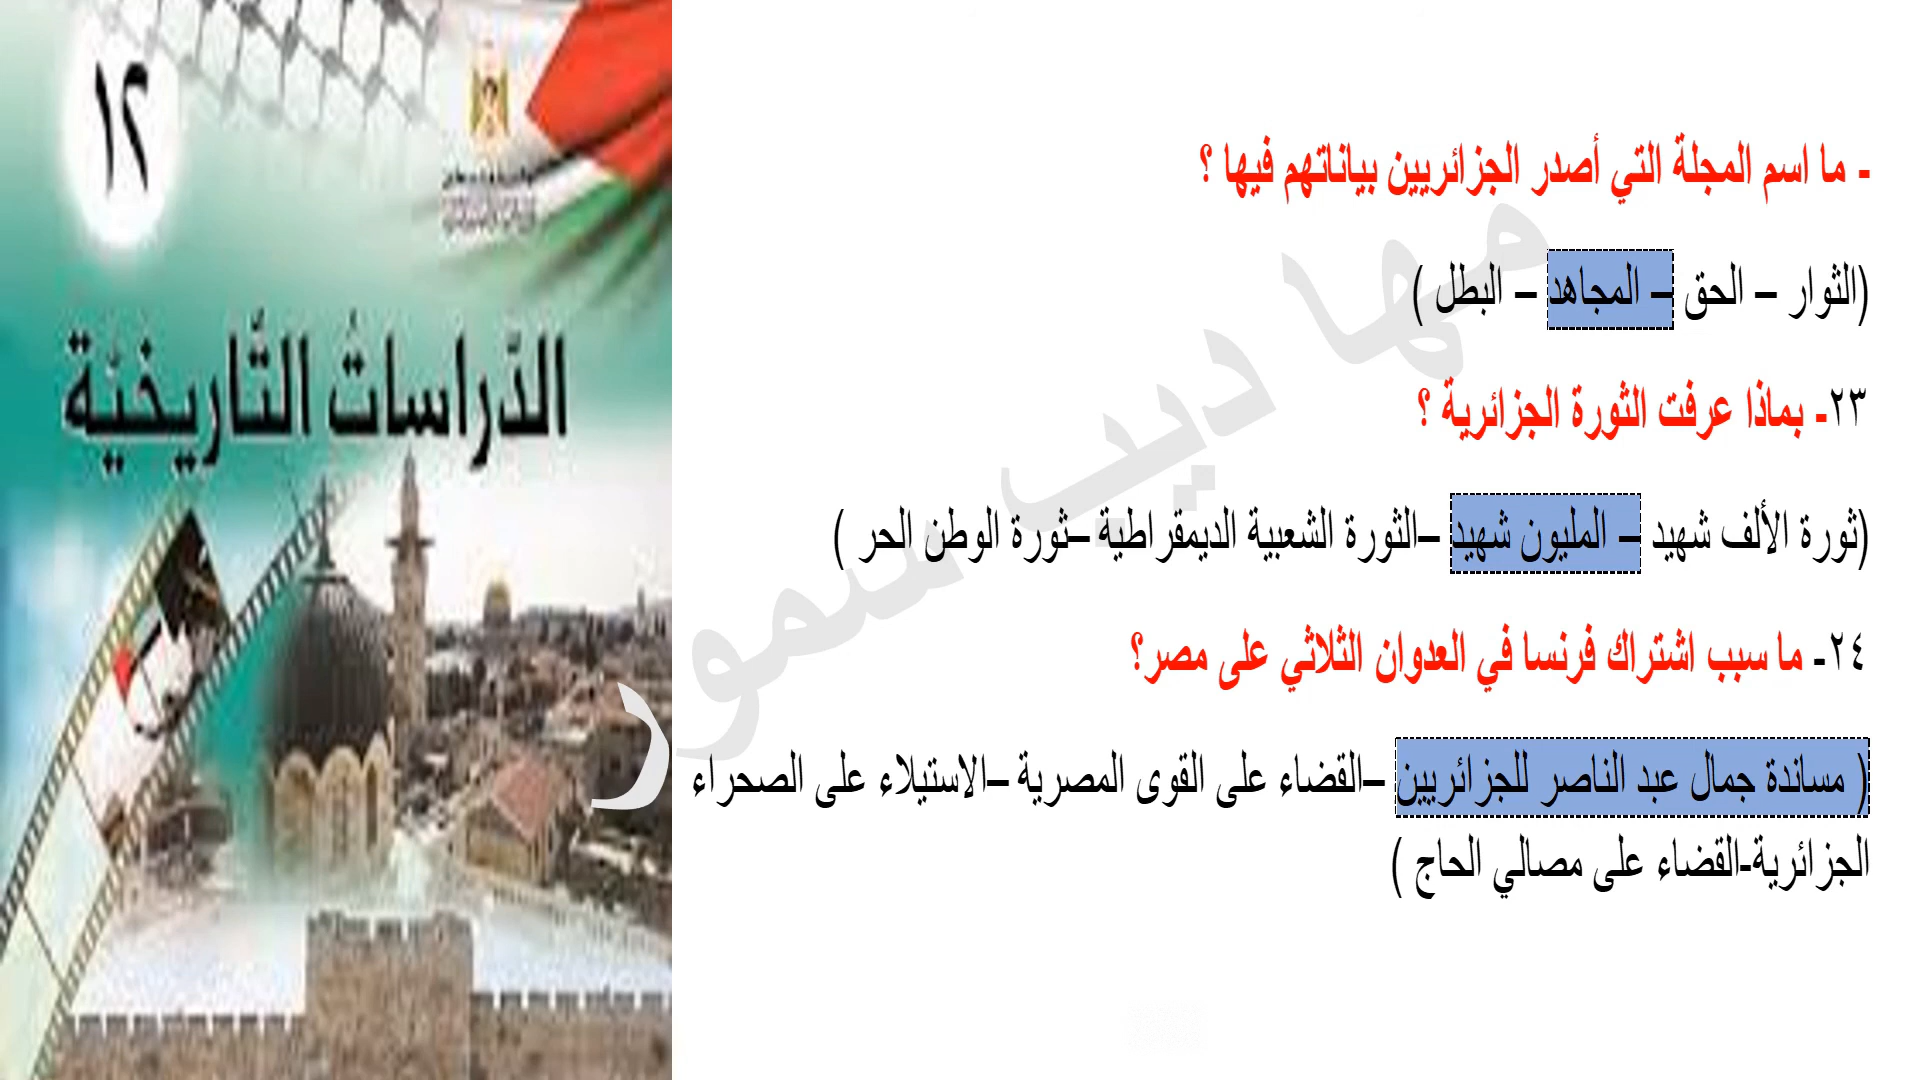 ١٢
الدّراساتُ التّاريخيّة
- ما اسم المجلة التي أصدر الجزائريين بياناتهم فيها ؟
(الثوار – الحق – المجاهد – البطل )
٢٣- بماذا عرفت الثورة الجزائرية ؟
(ثورة الألف شهيد – المليون شهيد –الثورة الشعبية الديمقراطية –ثورة الوطن الحر )
٢٤- ما سبب اشتراك فرنسا في العدوان الثلاثي على مصر؟
( مساندة جمال عبد الناصر للجزائريين –القضاء على القوى المصرية –الاستيلاء على الصحراء
الجزائرية-القضاء على مصالي الحاج )
مها ديب سمور